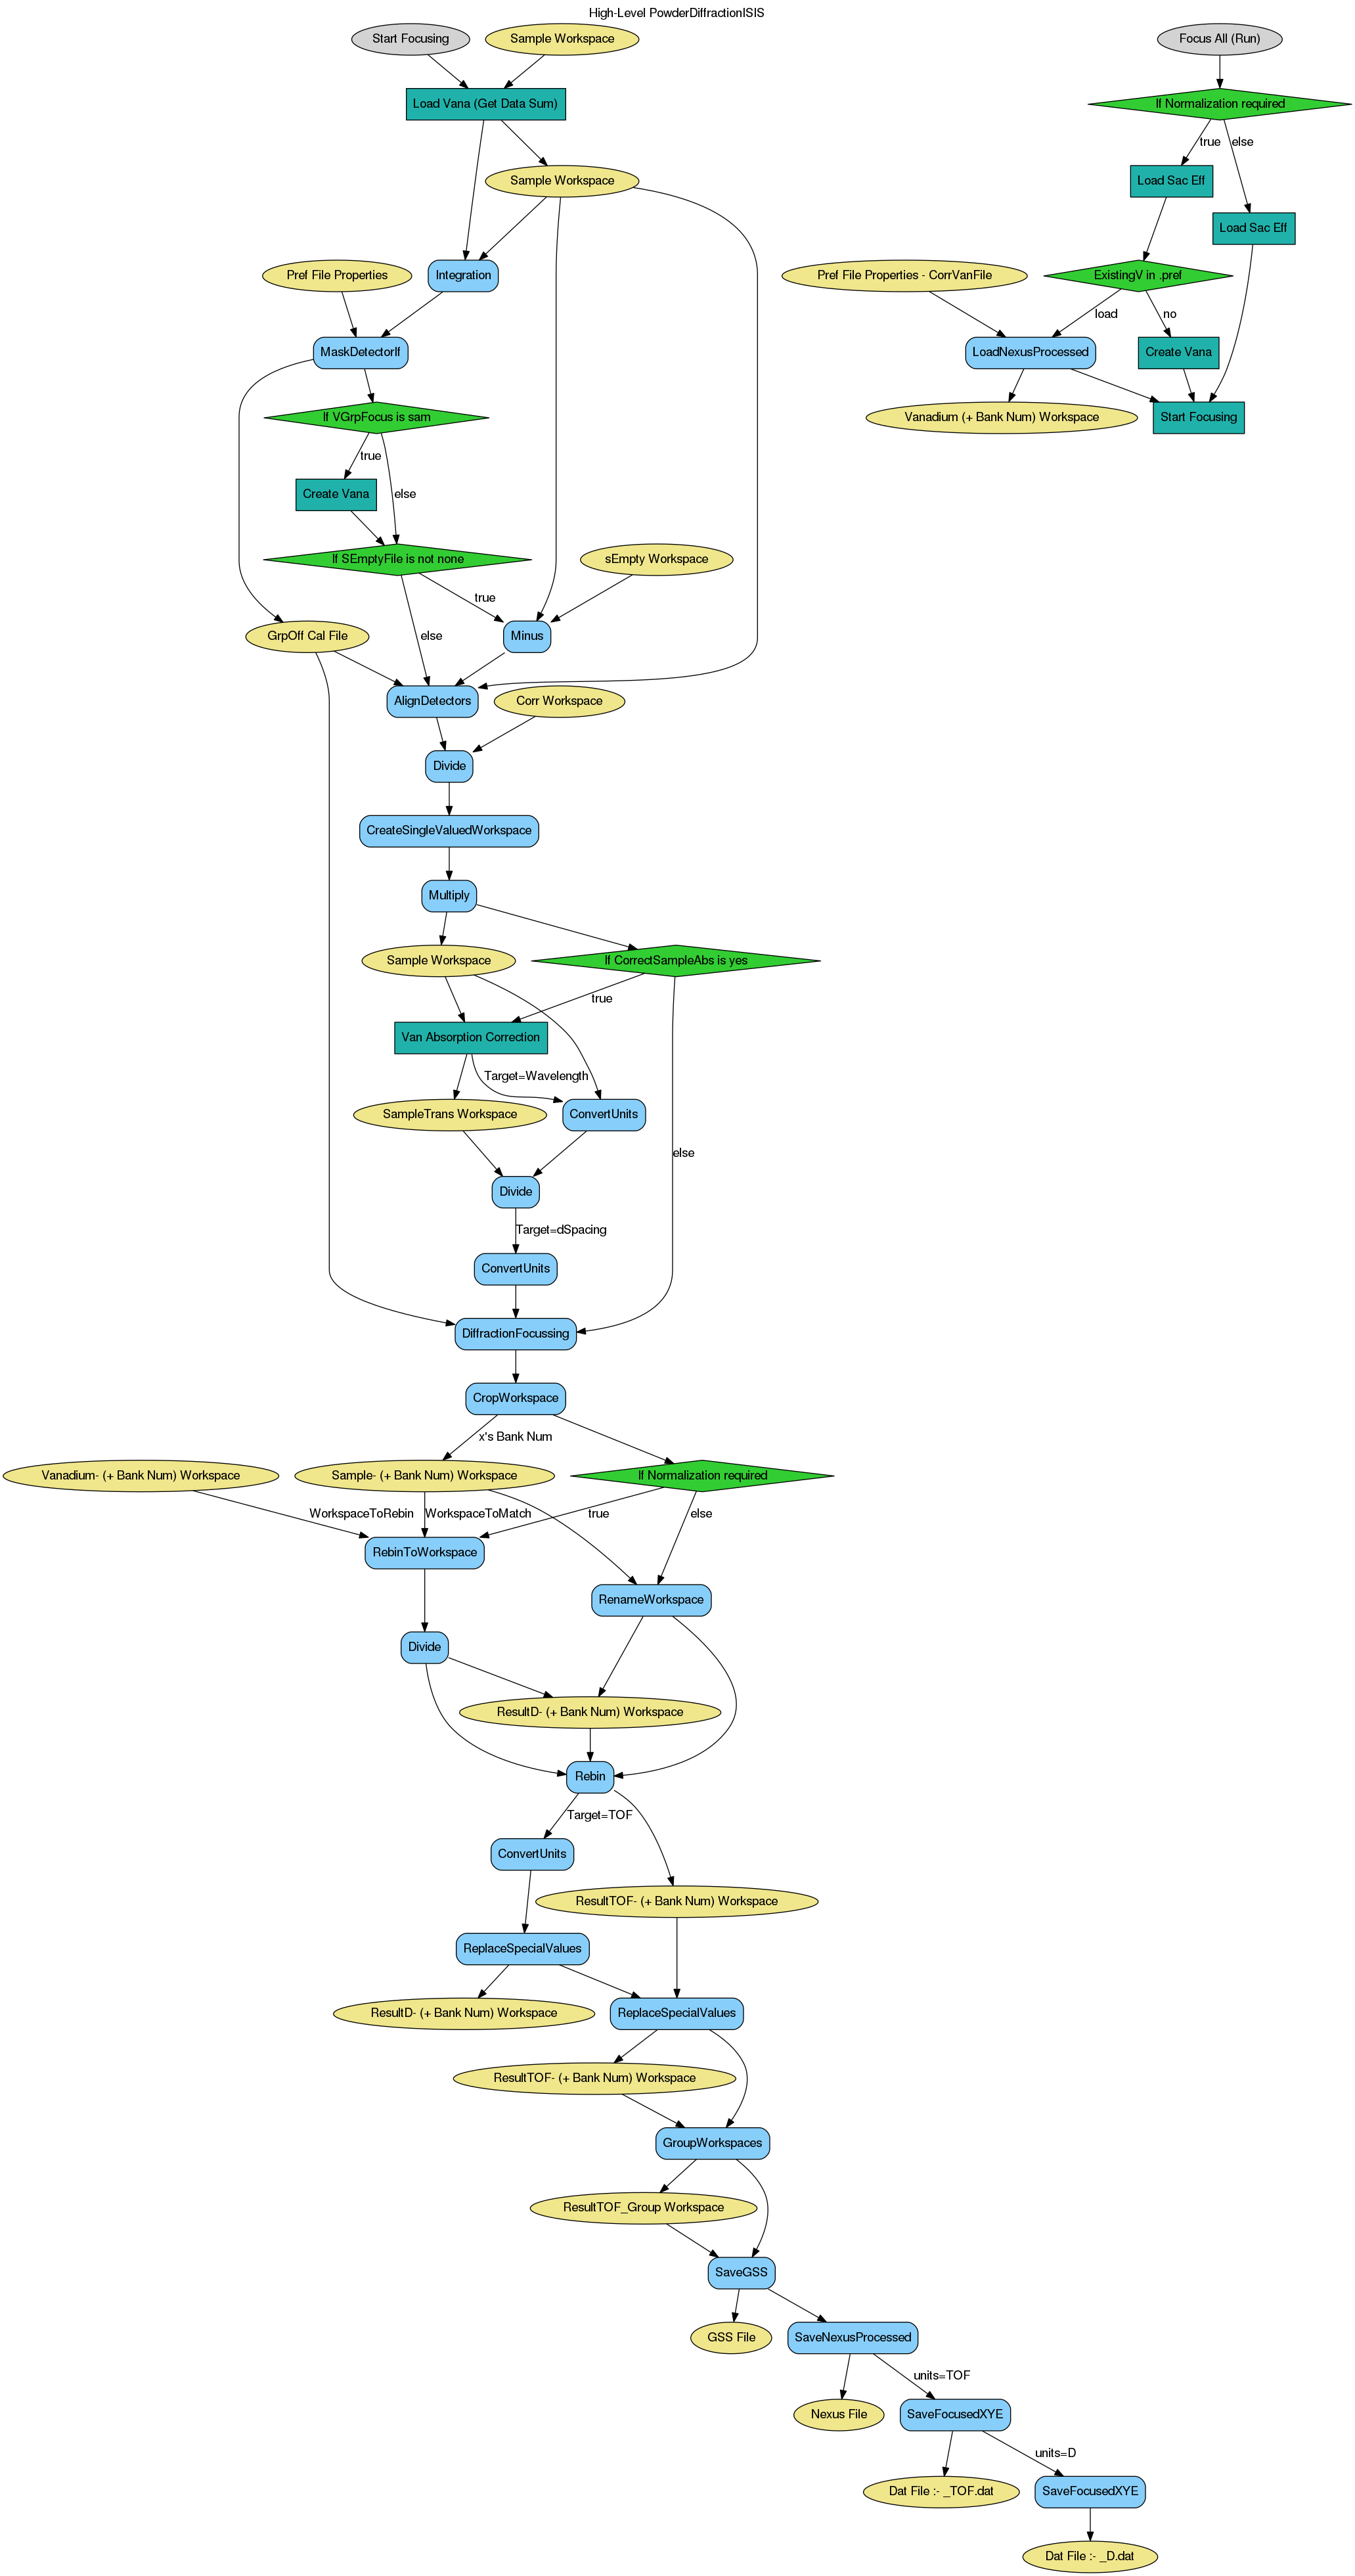 High-Level PowderDiffractionISIS
Start Focusing
Sample Workspace
Focus All (Run)
Load Vana (Get Data Sum)
If Normalization required
true
else
Sample Workspace
Load Sac Eff
Load Sac Eff
Pref File Properties
Integration
Pref File Properties - CorrVanFile
ExistingV in .pref
load
no
MaskDetectorIf
LoadNexusProcessed
Create Vana
If VGrpFocus is sam
Vanadium (+ Bank Num) Workspace
Start Focusing
true
Create Vana
else
If SEmptyFile is not none
sEmpty Workspace
true
GrpOff Cal File
else
Minus
AlignDetectors
Corr Workspace
Divide
CreateSingleValuedWorkspace
Multiply
Sample Workspace
If CorrectSampleAbs is yes
true
Van Absorption Correction
Target=Wavelength
SampleTrans Workspace
ConvertUnits
else
Divide
Target=dSpacing
ConvertUnits
DiffractionFocussing
CropWorkspace
x's Bank Num
Vanadium- (+ Bank Num) Workspace
Sample- (+ Bank Num) Workspace
If Normalization required
WorkspaceToRebin
WorkspaceToMatch
true
else
RebinToWorkspace
RenameWorkspace
Divide
ResultD- (+ Bank Num) Workspace
Rebin
Target=TOF
ConvertUnits
ResultTOF- (+ Bank Num) Workspace
ReplaceSpecialValues
ResultD- (+ Bank Num) Workspace
ReplaceSpecialValues
ResultTOF- (+ Bank Num) Workspace
GroupWorkspaces
ResultTOF_Group Workspace
SaveGSS
GSS File
SaveNexusProcessed
units=TOF
Nexus File
SaveFocusedXYE
units=D
Dat File :- _TOF.dat
SaveFocusedXYE
Dat File :- _D.dat